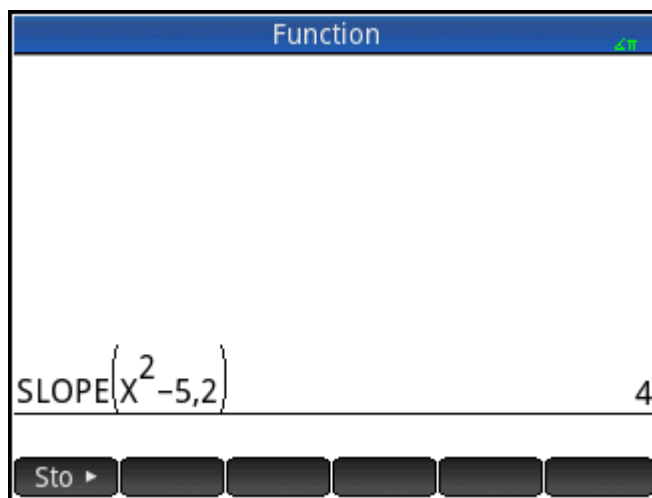 Function
∡π
SLOPE(X²-5,2)
4
Sto ►